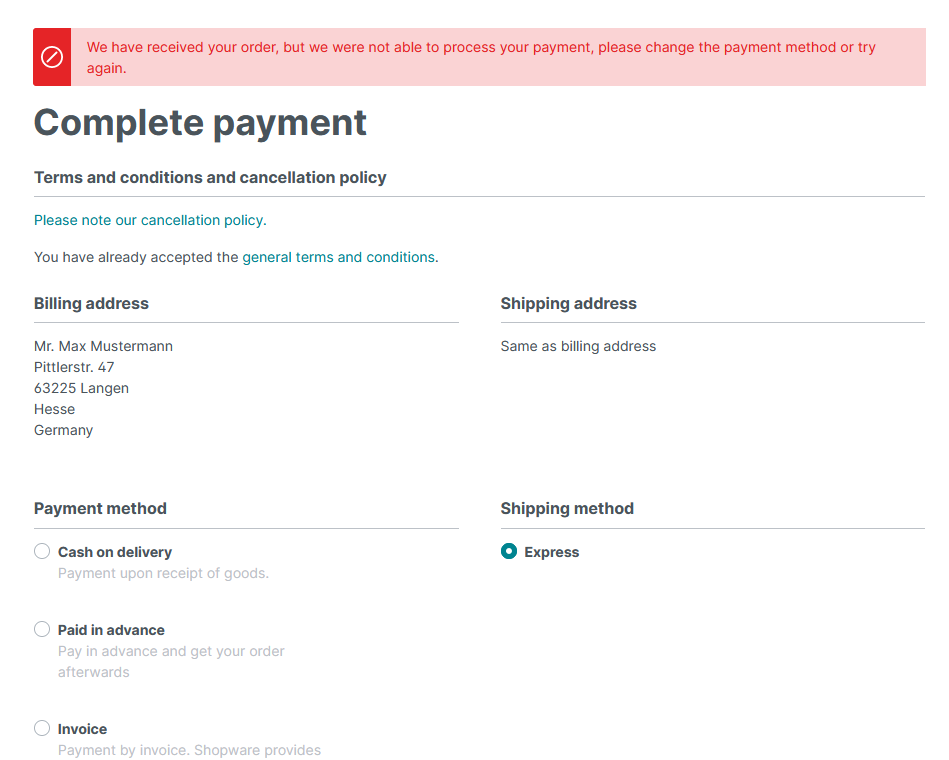 We have received your order, but we were not able to process your payment, please change the payment method or try
again.
Complete payment
Terms and conditions and cancellation policy
Please note our cancellation policy.
You have already accepted the general terms and conditions.
Billing address
Mr. Max Mustermann
Pittlerstr. 47
63225 Langen
Hesse
Germany
Shipping address
Same as billing address
Payment method
Cash on delivery
Payment upon receipt of goods.
Paid in advance
Pay in advance and get your order
afterwards
Invoice
Payment by invoice. Shopware provides
Shipping method
Express